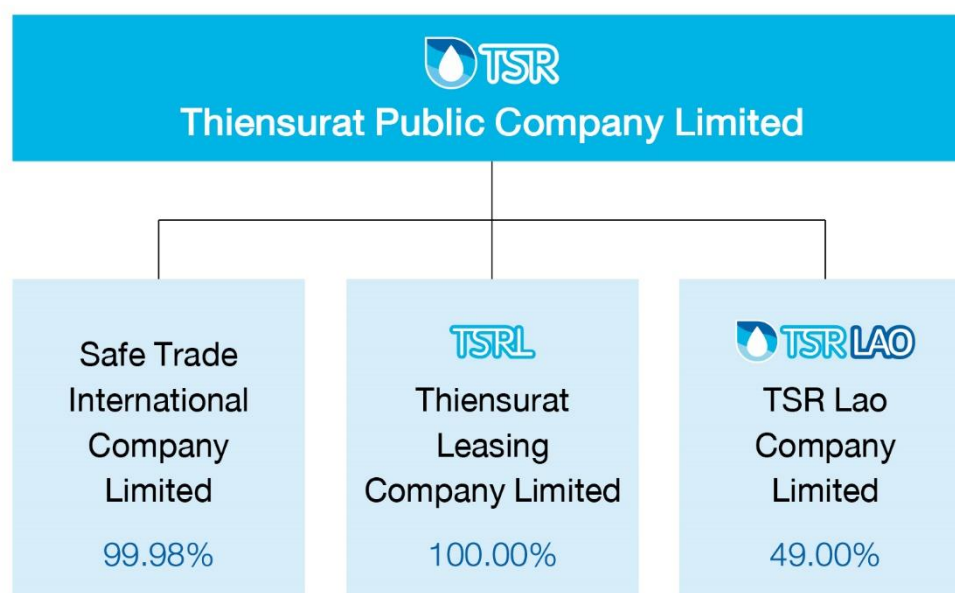 TSR
Thiensurat Public Company Limited
Safe Trade
International
Company
Limited
99.98%
TSRL
Thiensurat
Leasing
Company Limited
100.00%
TSR LAO
TSR Lao
Company
Limited
49.00%